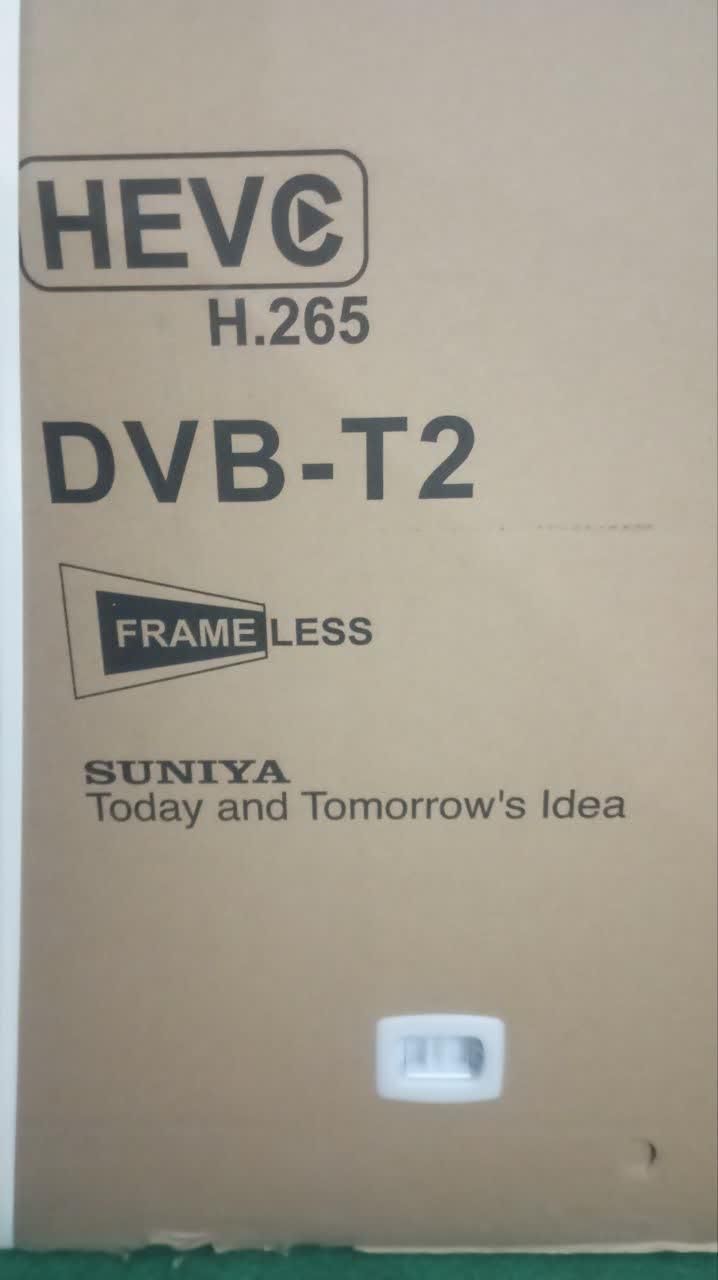 HEVC
H.265
DVB-T2
FRAMELESS
SUNIYA
Today and Tomorrow's Idea